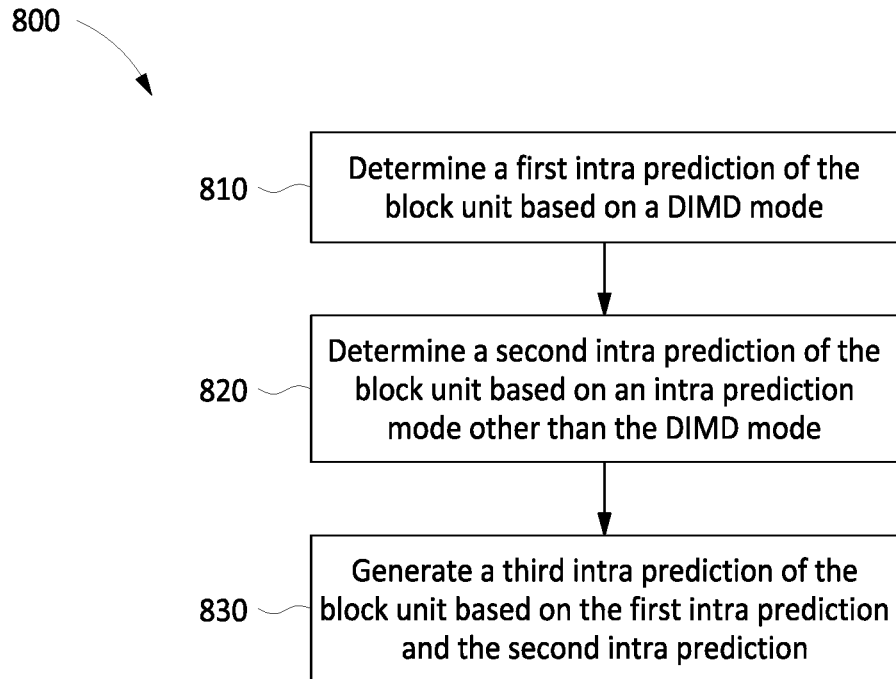 800
810
Determine a first intra prediction of the
block unit based on a DIMD mode
820
Determine a second intra prediction of the
block unit based on an intra prediction
mode other than the DIMD mode
830
Generate a third intra prediction of the
block unit based on the first intra prediction
and the second intra prediction